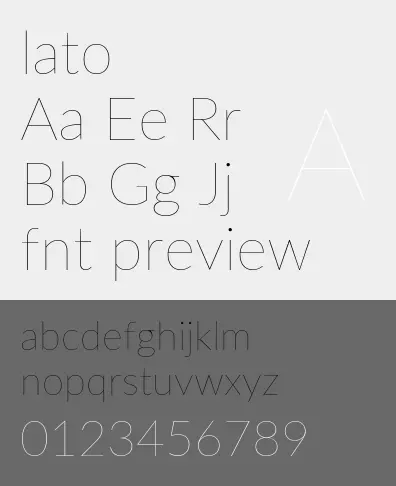 lato
Aa Ee Rr
A
Bb Gg Jj
fnt preview
abcdefghijklm
nopqrstuvwxyz
0123456789